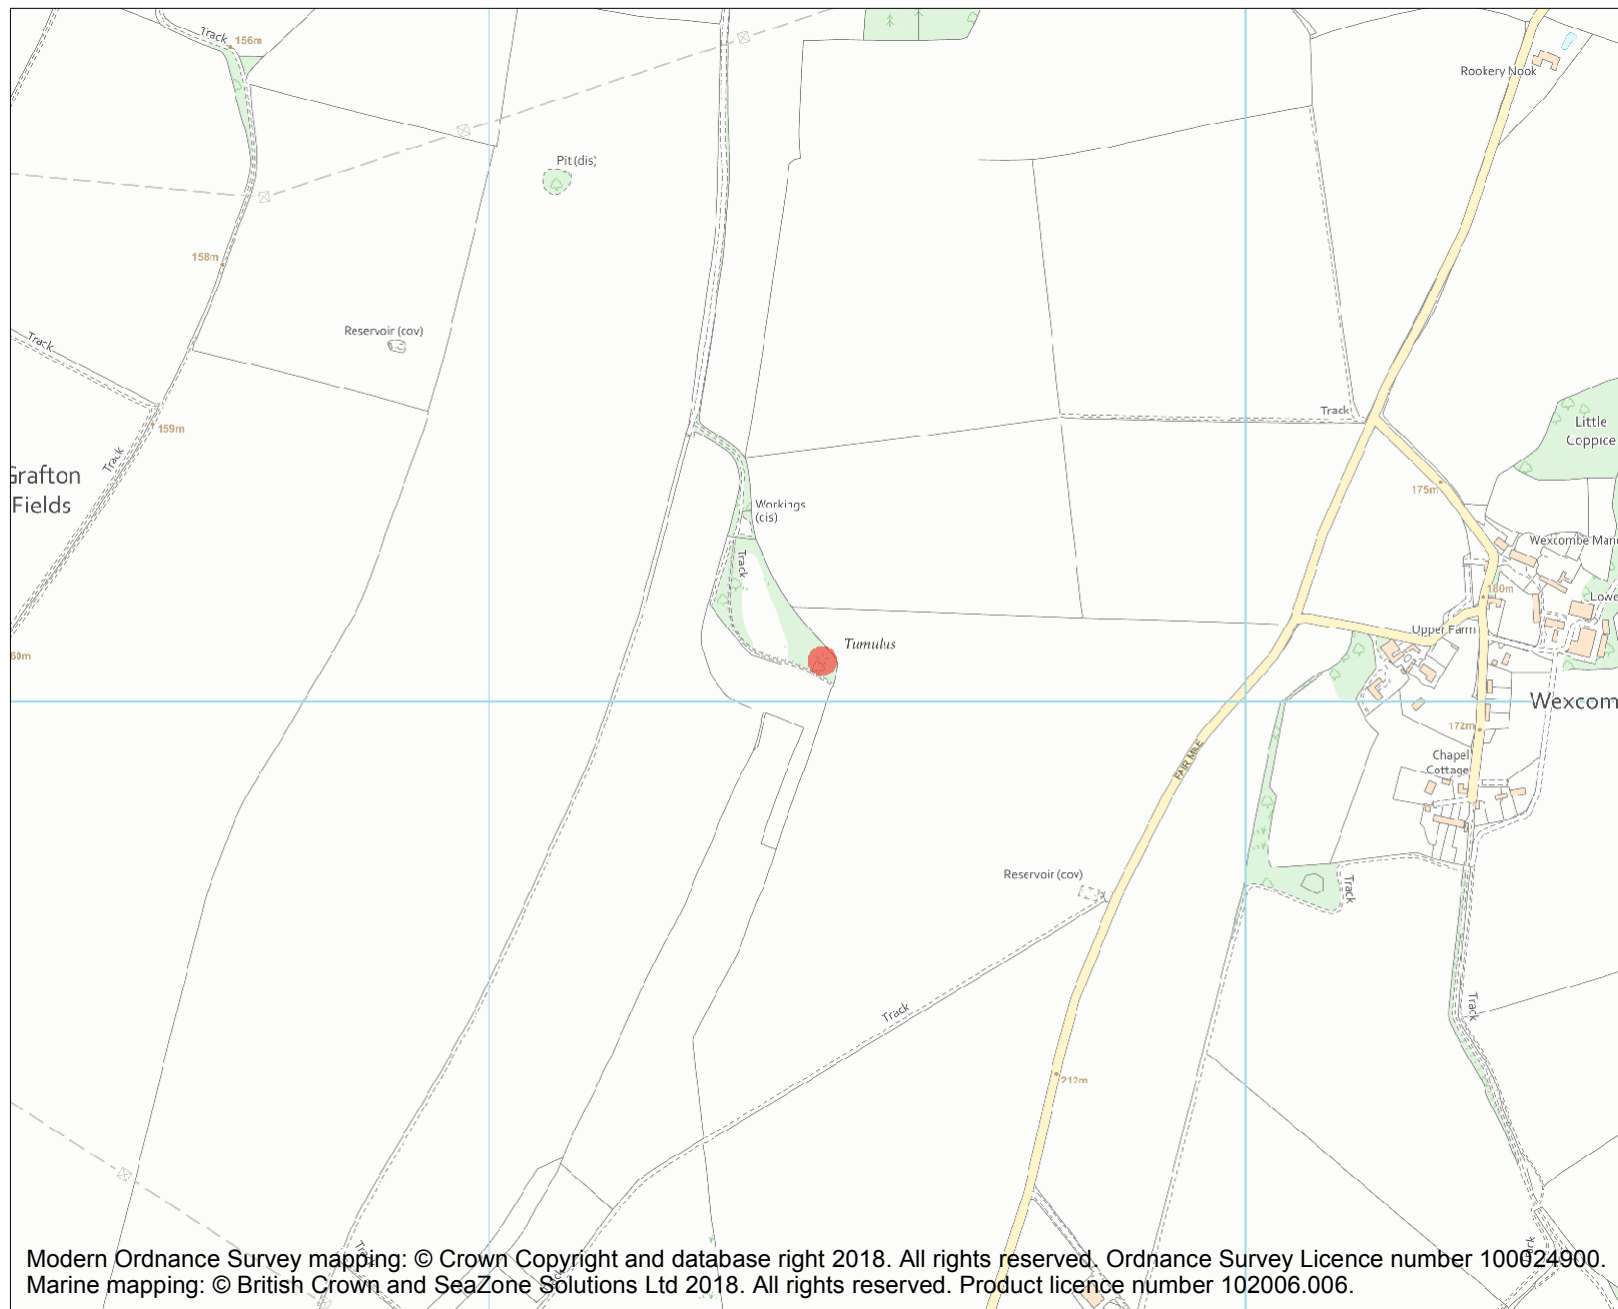 Track
156m
Rookery Nook
Pit (dis)
158m
Reservoir (cov)
Track
159m
Track
Grafton
Fields
Track
Little
Coppice
175m
Workings
(cis)
Wexcombe Man
Track
180m
Lowe
Upper Farm
Tumulus
60m
Wexcom
172m
FAIR MILE
Chapel
Cottage
Reservoir (cov)
Track
Track
Track
212m
Track
Track
Track
Modern Ordnance Survey mapping: © Crown Copyright and database right 2018. All rights reserved. Ordnance Survey Licence number 100024900.
Marine mapping: © British Crown and SeaZone Solutions Ltd 2018. All rights reserved. Product licence number 102006.006.